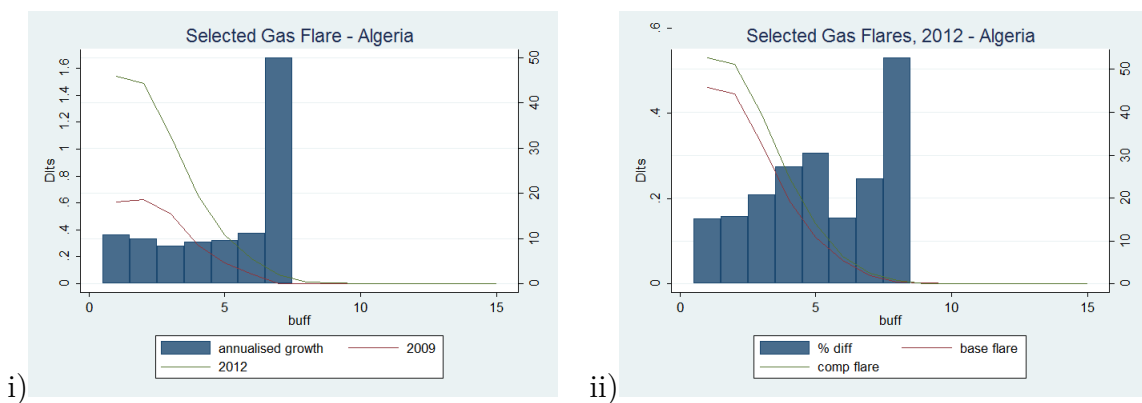 Selected Gas Flare - Algeria
Dlts
0 .2 .4 .6 .8 1 1.2 1.4 1.6
0 10 20 30 40 50
0 5 10 15
buff
annualised growth 2009
2012
i)
Selected Gas Flares, 2012 - Algeria
Dlts
0 .2 .4 .6
0 10 20 30 40 50
0 5 10 15
buff
% diff base flare
comp flare
ii)